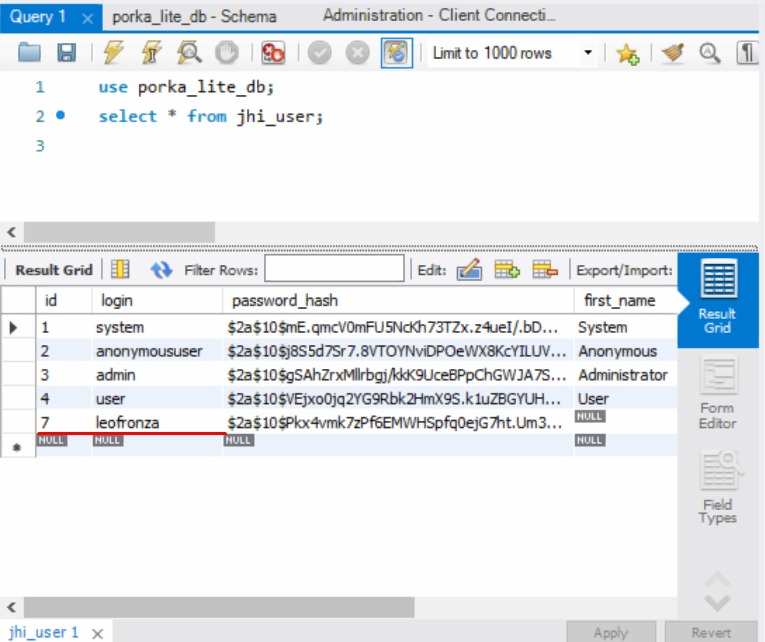 Query 1 porka_lite_db - Schema Administration - Client Connecti...
Limit to 1000 rows
1 use porka_lite_db;
2 select * from jhi_user;
3
Result Grid Filter Rows: Edit: Export/Import:
id login password_hash first_name
1 system $2a$10$mE.qmcV0mFU5NcKh73TZx.z4ueI/.bD... System
2 anonymoususer $2a$10$j8S5d7Sr7.8VTOYNviDPOeWX8KcYILUV... Anonymous
3 admin $2a$10$gSAhZrxMllrbgj/kkK9UceBPpChGWJA7S... Administrator
4 user $2a$10$VEjxo0jq2YG9Rbk2HmX9S.k1uZBGYUH... User
7 leofronza $2a$10$Pkx4vmk7zPf6EMWHSpfq0ejG7ht.Um3... NULL
NULL NULL NULL NULL
Result
Grid
Form
Editor
Field
Types
jhi_user 1
Apply Revert